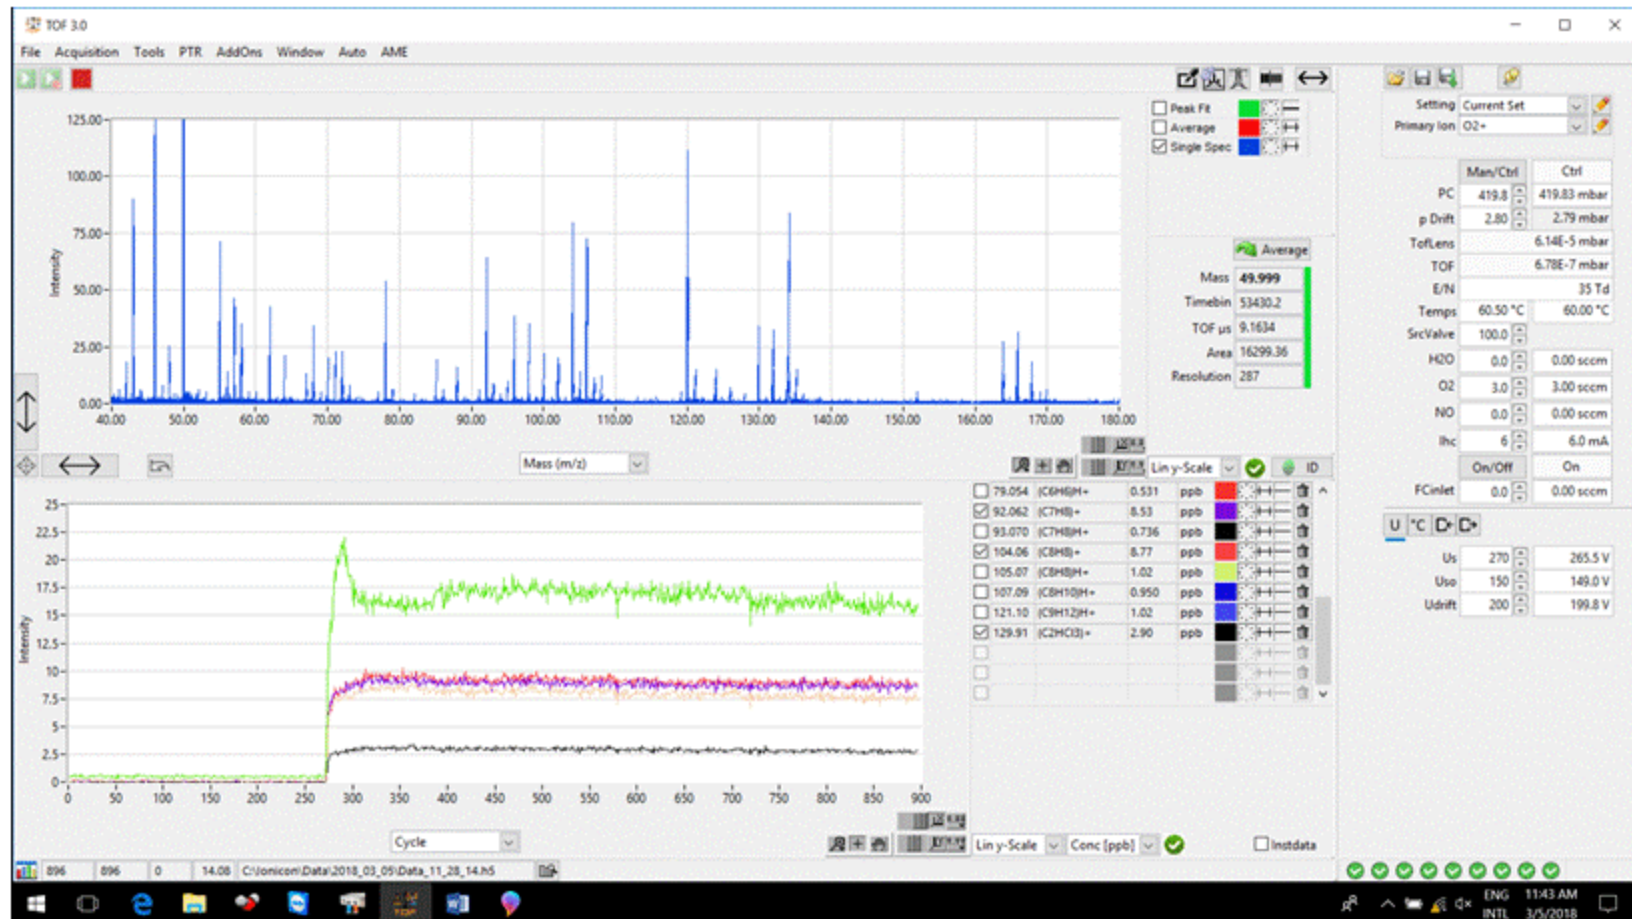 TOF 3.0
File Acquisition Tools PTR AddOns Window Auto AME
Setting Current Set
Primary Ion O2+
Peak Fit
Average
Single Spec
Intensity
125.00
100.00
75.00
50.00
25.00
0.00
40.00 50.00 60.00 70.00 80.00 90.00 100.00 110.00 120.00 130.00 140.00 150.00 160.00 170.00 180.00
Average
Mass 49.999
Timebin 53430.2
TOF µs 9.1634
Area 16299.36
Resolution 287
Man/Ctrl Ctrl
PC 419.8 419.83 mbar
p Drift 2.80 2.79 mbar
TofLens 6.14E-5 mbar
TOF 6.78E-7 mbar
E/N 35 Td
Temps 60.50 °C 60.00 °C
SrcValve 100.0
H2O 0.0 0.00 sccm
O2 3.0 3.00 sccm
NO 0.0 0.00 sccm
Ihc 6 6.0 mA
On/Off On
FCinlet 0.0 0.00 sccm
U °C
Us 270 265.5 V
Uso 150 149.0 V
Udrift 200 199.8 V
Mass (m/z)
Lin y-Scale ID
79.054 (C6H6)H+ 0.531 ppb
92.062 (C7H8)+ 8.53 ppb
93.070 (C7H8)H+ 0.736 ppb
104.06 (C8H8)+ 8.77 ppb
105.07 (C8H8)H+ 1.02 ppb
107.09 (C8H10)H+ 0.950 ppb
121.10 (C9H12)H+ 1.02 ppb
129.91 (C2HCl3)+ 2.90 ppb
Intensity
25
22.5
20
17.5
15
12.5
10
7.5
5
2.5
0
0 50 100 150 200 250 300 350 400 450 500 550 600 650 700 750 800 850 900
Cycle
Lin y-Scale Conc [ppb] Instdata
896 896 0 14.08 C:\Ionicon\Data\2018_03_05\Data_11_28_14.h5
TOF
ENG
INTL
11:43 AM
3/5/2018